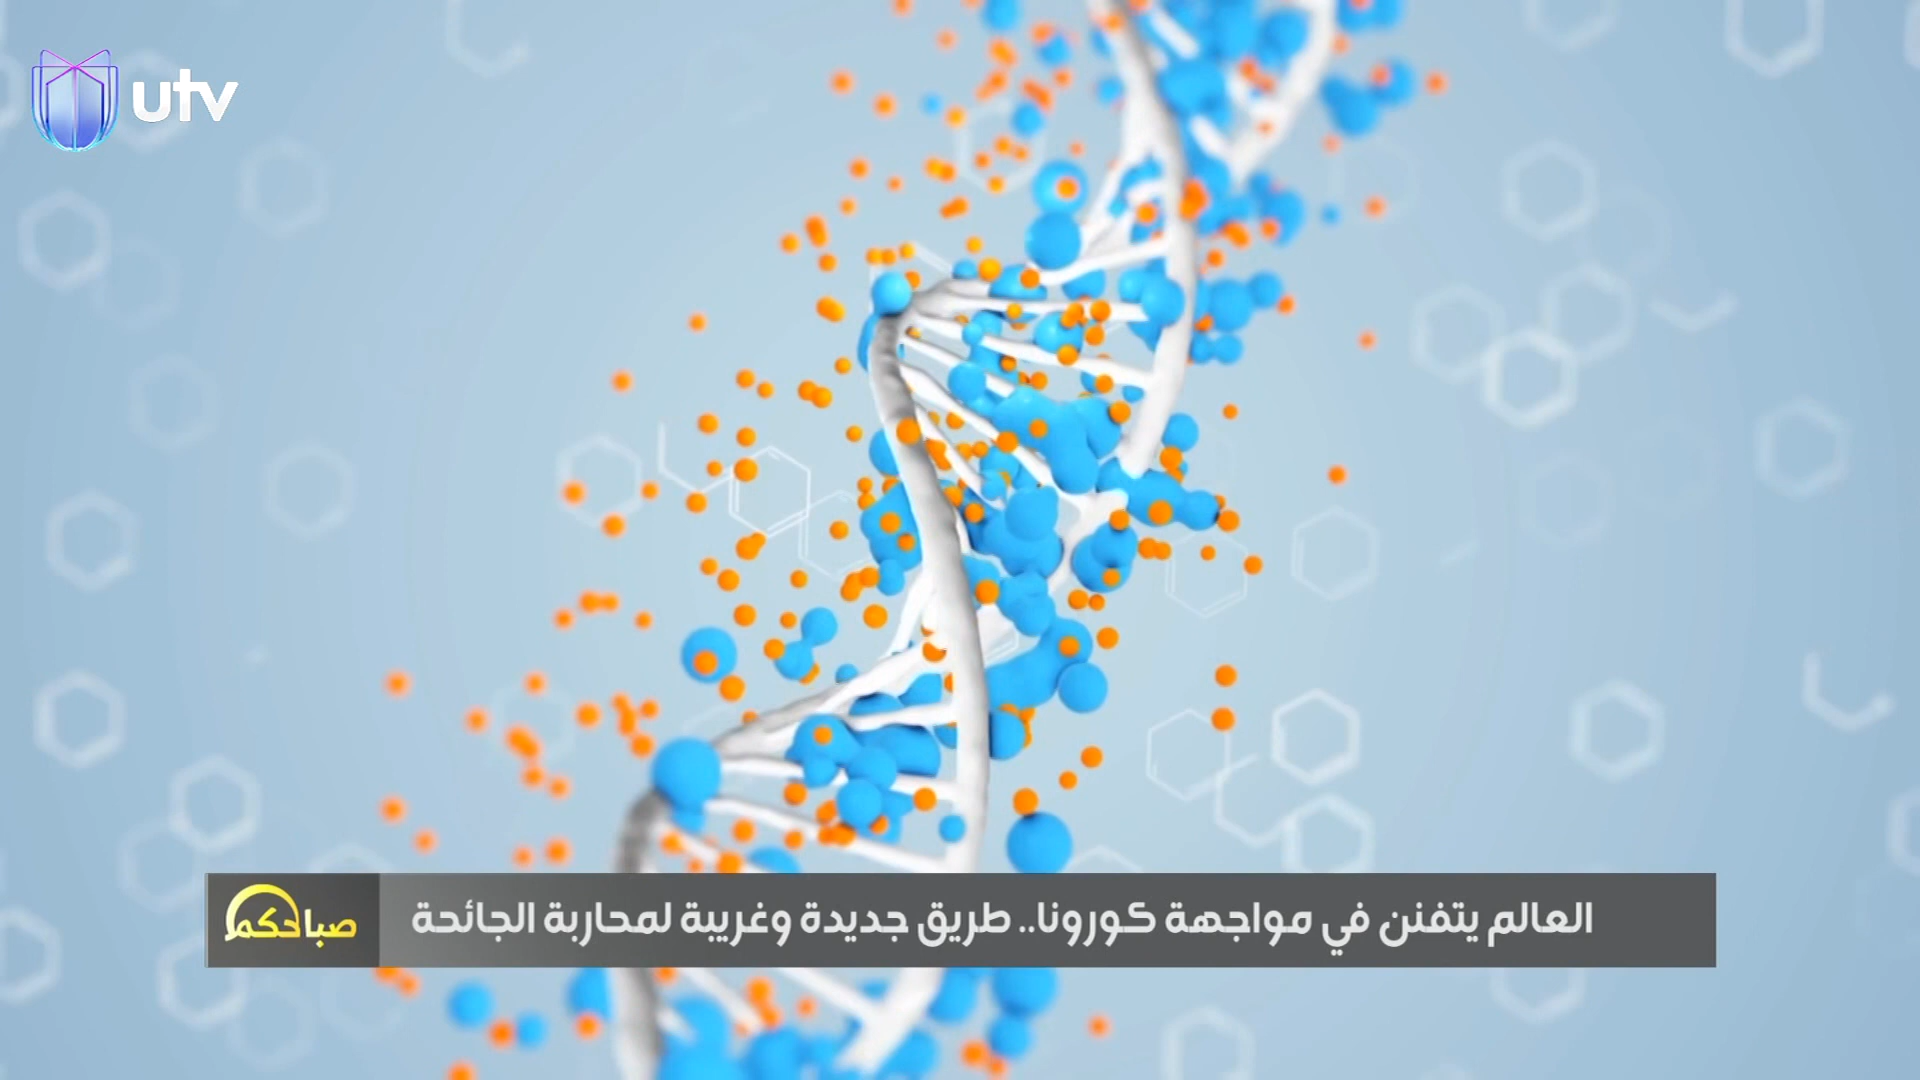 utv
العالم يتفنن في مواجهة كورونا.. طريق جديدة وغريبة لمحاربة الجائحة
صباحكم